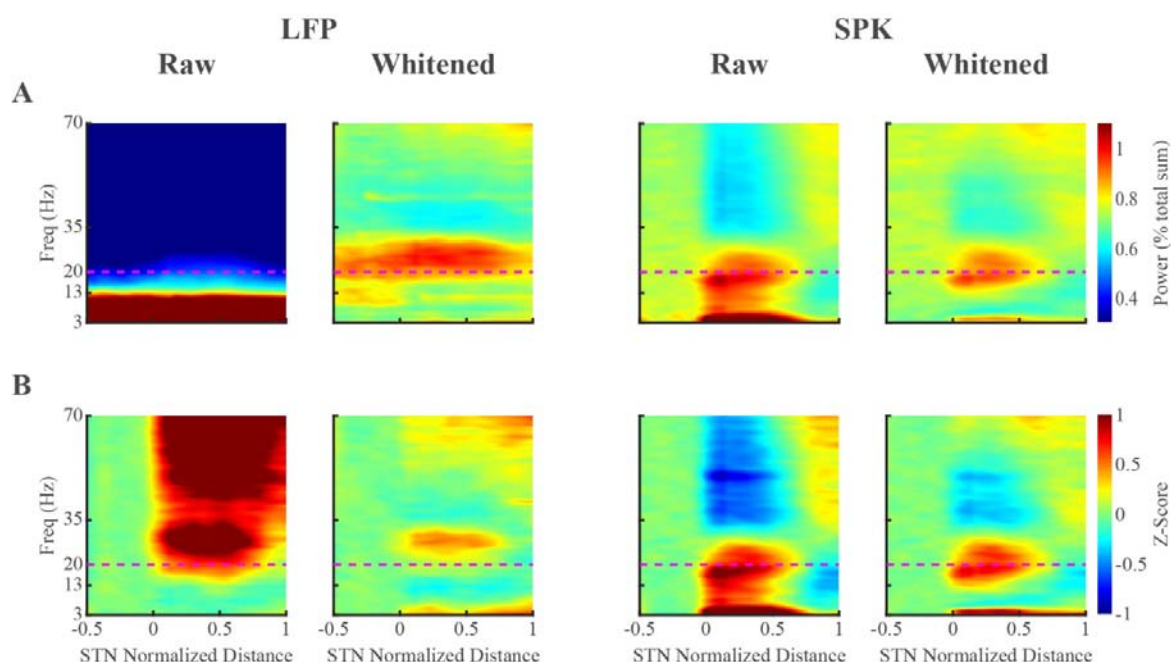 LFP SPK
Raw Whitened Raw Whitened
A
70
35
20
13
3
Freq (Hz)
1
0.8
0.6
0.4
Power (% total sum)
B
70
35
20
13
3
Freq (Hz)
1
0.5
0
-0.5
-1
Z-Score
-0.5 0 0.5 1 -0.5 0 0.5 1 -0.5 0 0.5 1 -0.5 0 0.5 1
STN Normalized Distance STN Normalized Distance STN Normalized Distance STN Normalized Distance